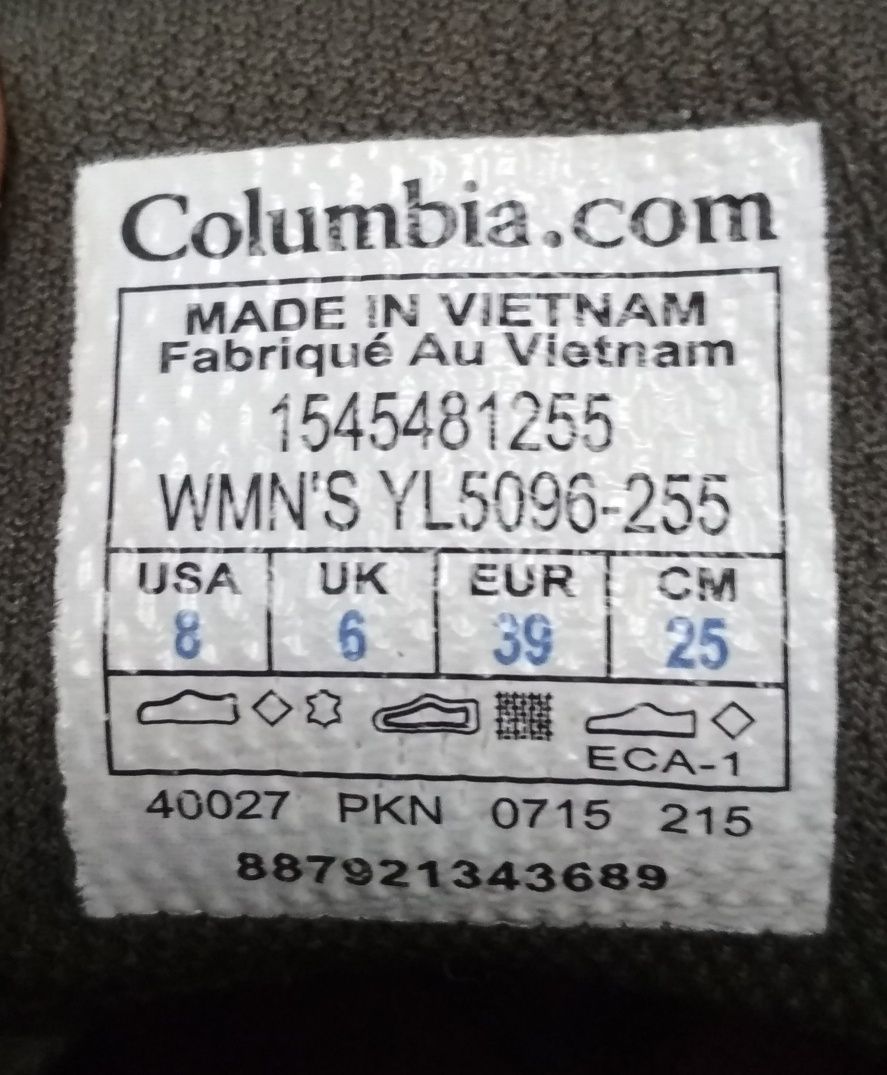 Columbia.com
MADE IN VIETNAM
Fabriqué Au Vietnam
1545481255
WMN'S YL5096-255
USA UK EUR CM
8 6 39 25
ECA-1
40027 PKN 0715 215
887921343689